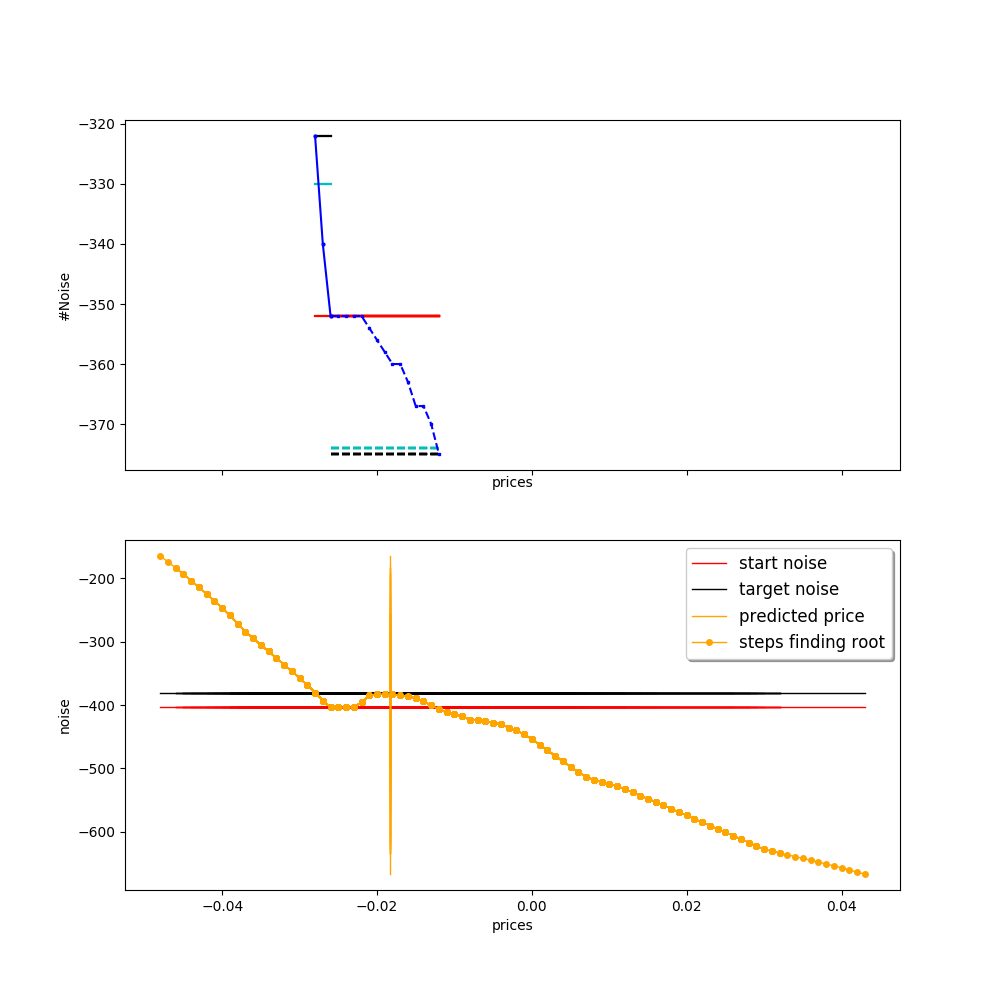 −320
−330
−340
−350
−360
−370
#Noise
prices
−200
−300
−400
−500
−600
noise
start noise
target noise
predicted price
steps finding root
−0.04
−0.02
0.00
0.02
0.04
prices